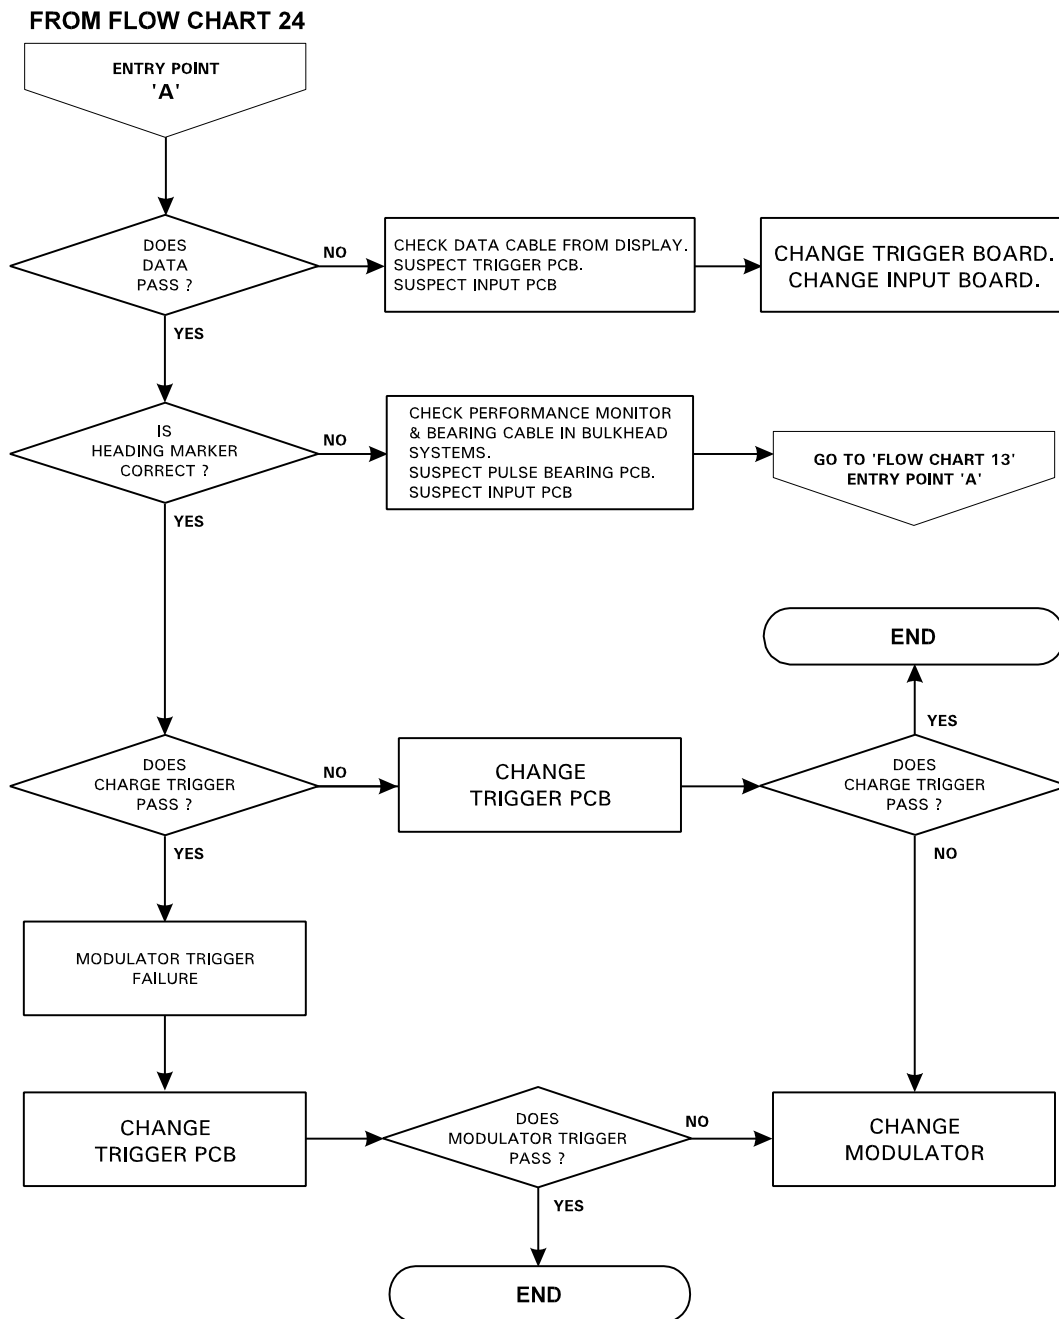 FROM FLOW CHART 24
ENTRY POINT
'A'
DOES
DATA
PASS ?
NO
CHECK DATA CABLE FROM DISPLAY.
SUSPECT TRIGGER PCB.
SUSPECT INPUT PCB
CHANGE TRIGGER BOARD.
CHANGE INPUT BOARD.
YES
IS
HEADING MARKER
CORRECT ?
NO
CHECK PERFORMANCE MONITOR
& BEARING CABLE IN BULKHEAD
SYSTEMS.
SUSPECT PULSE BEARING PCB.
SUSPECT INPUT PCB
GO TO 'FLOW CHART 13'
ENTRY POINT 'A'
YES
END
YES
DOES
CHARGE TRIGGER
PASS ?
NO
CHANGE
TRIGGER PCB
DOES
CHARGE TRIGGER
PASS ?
YES
NO
MODULATOR TRIGGER
FAILURE
CHANGE
TRIGGER PCB
DOES
MODULATOR TRIGGER
PASS ?
NO
CHANGE
MODULATOR
YES
END